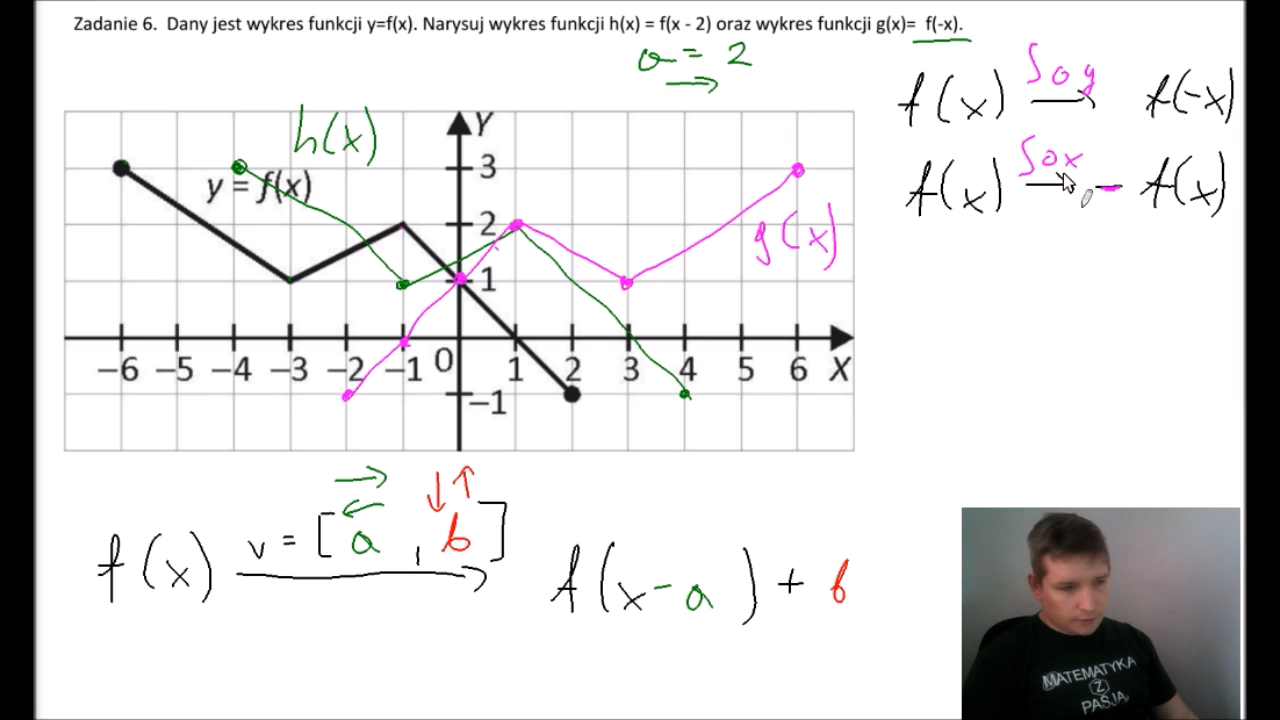 Zadanie 6. Dany jest wykres funkcji y=f(x). Narysuj wykres funkcji h(x) = f(x - 2) oraz wykres funkcji g(x)= f(-x).
a = 2
f(x) Soy → f(-x)
f(x) Sox → - f(x)
h(x)
Y
3
y = f(x)
2
g(x)
1
−6 −5 −4 −3 −2 −1 0 1 2 3 4 5 6 X
−1
f(x) v = [a, b] → f(x-a) + b
MATEMATYKA
Z
PASJĄ